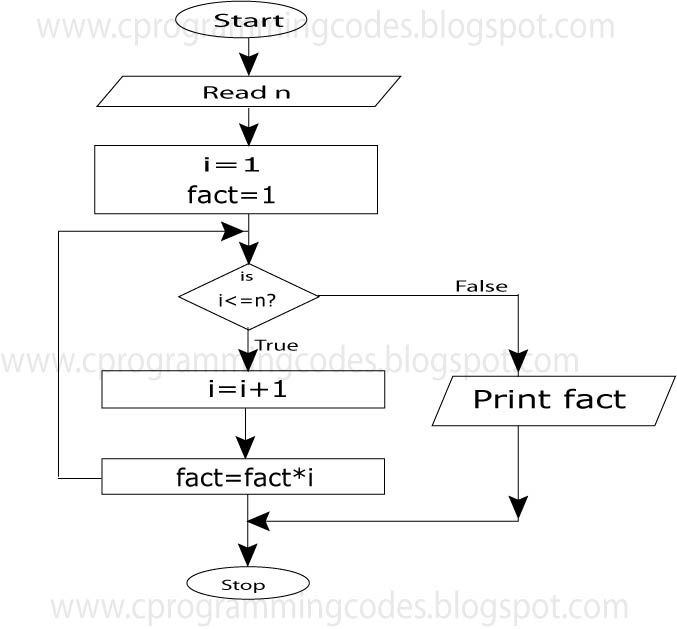 www.cprogrammingcodes.blogspot.com
Start
Read n
i=1
fact=1
is
i<=n?
False
True
www.cprogrammingcodes.blogspot.com
i=i+1
Print fact
fact=fact*i
Stop
www.cprogrammingcodes.blogspot.com